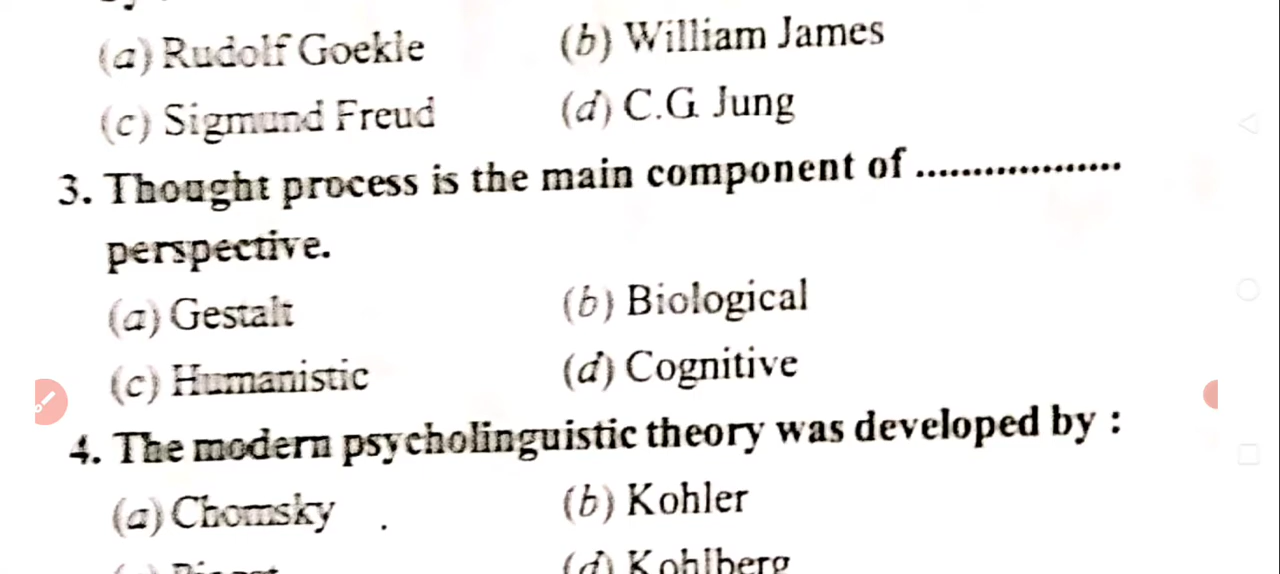 (a) Rudolf Goekle (b) William James
(c) Sigmund Freud (d) C.G. Jung
3. Thought process is the main component of ..................
perspective.
(a) Gestalt (b) Biological
(c) Humanistic (d) Cognitive
4. The modern psycholinguistic theory was developed by :
(a) Chomsky (b) Kohler
(d) Kohlberg